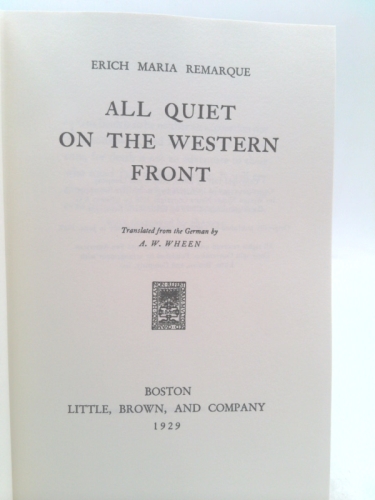 ERICH MARIA REMARQUE
ALL QUIET
ON THE WESTERN
FRONT
Translated from the German by
A. W. WHEEN
BOSTON
LITTLE, BROWN, AND COMPANY
1929